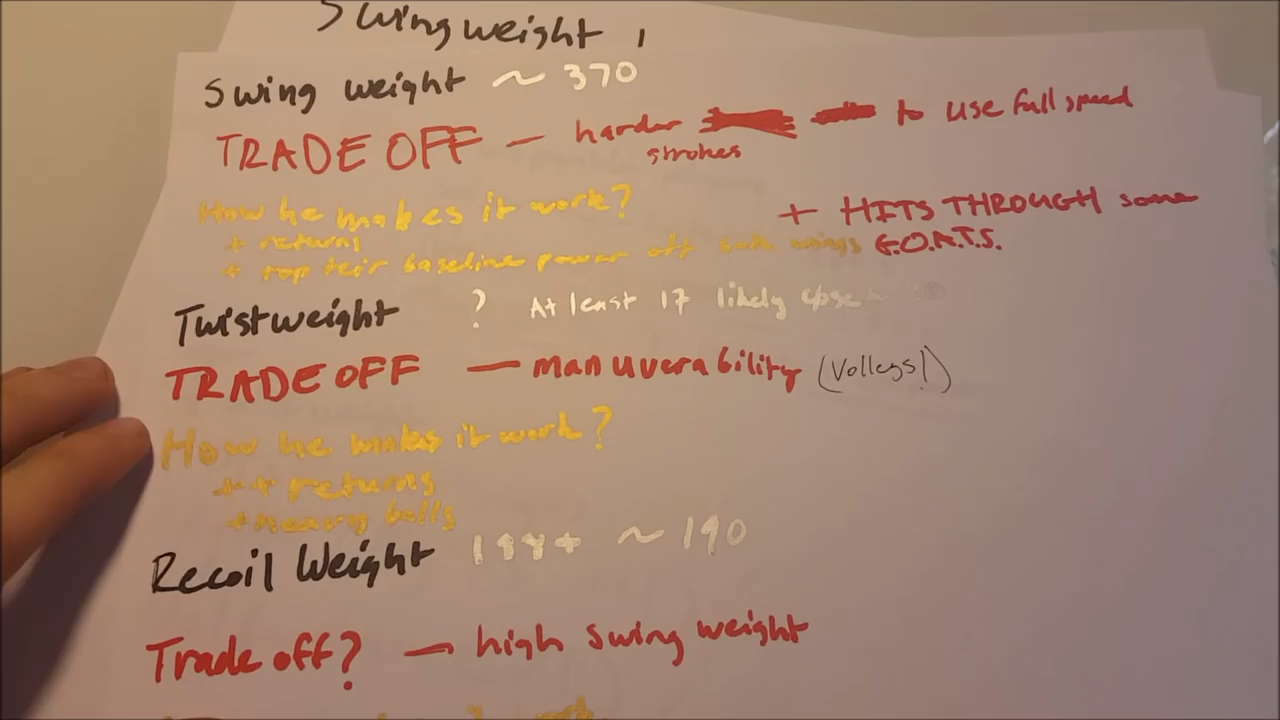 Swingweight,
Swing weight ~ 370
TRADE OFF — harder to use full speed
strokes
How he makes it work? + HITS THROUGH some
+ returns
+ top teir baseline power off both wings G.O.A.T.S.
Twistweight ? At least 17 likely
TRADE OFF — manuverability (Volleys!)
How he makes it work?
++ returns
+ heavy balls
Recoil Weight 188+ ~190
Trade off? — high swing weight